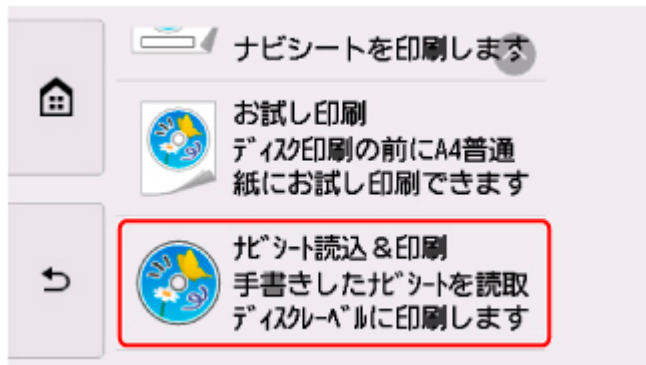 ナビシートを印刷します
お試し印刷
ディスク印刷の前にA4普通
紙にお試し印刷できます
ナビシート読込&印刷
手書きしたナビシートを読取
ディスクレーベルに印刷します